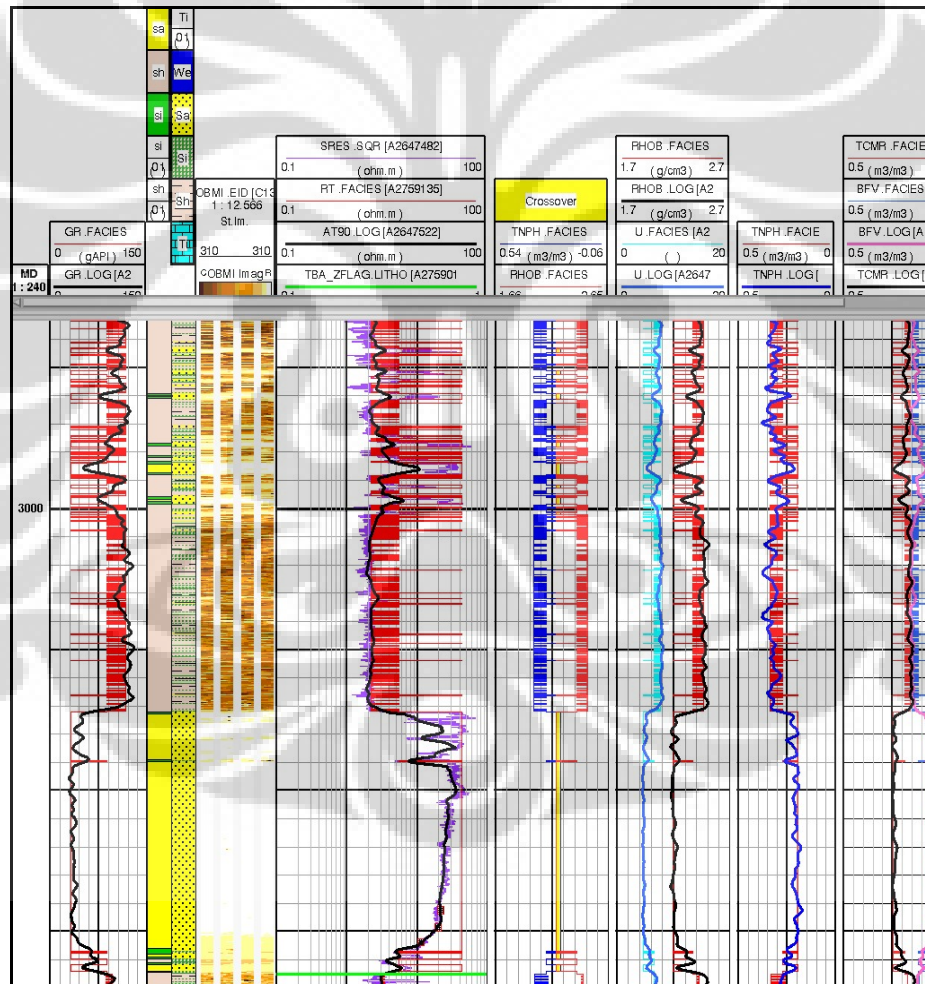 sa
Ti
01
( )
sh
We
si
Sa
si
01
( )
Si
sh
01
( )
Sh
OBMI .EID [C13
1 : 12.566
St.Im.
310 310
GOBMI ImagR
SRES .SQR [A2647482]
0.1 (ohm.m) 100
RT .FACIES [A2759135]
0.1 (ohm.m) 100
AT90 .LOG [A2647522]
0.1 (ohm.m) 100
TBA_ZFLAG.LITHO [A275901
Crossover
TNPH .FACIES
0.54 (m3/m3) -0.06
RHOB .FACIES
RHOB .FACIES
1.7 (g/cm3) 2.7
RHOB .LOG [A2
1.7 (g/cm3) 2.7
U .FACIES [A2
0 ( ) 20
U .LOG [A2647
TNPH .FACIE
0.5 (m3/m3) 0
TNPH .LOG [
TCMR .FACIE
0.5 (m3/m3)
BFV .FACIES
0.5 (m3/m3)
BFV .LOG [A
0.5 (m3/m3)
TCMR .LOG [
GR .FACIES
0 (gAPI) 150
GR .LOG [A2
MD
1 : 240
3000